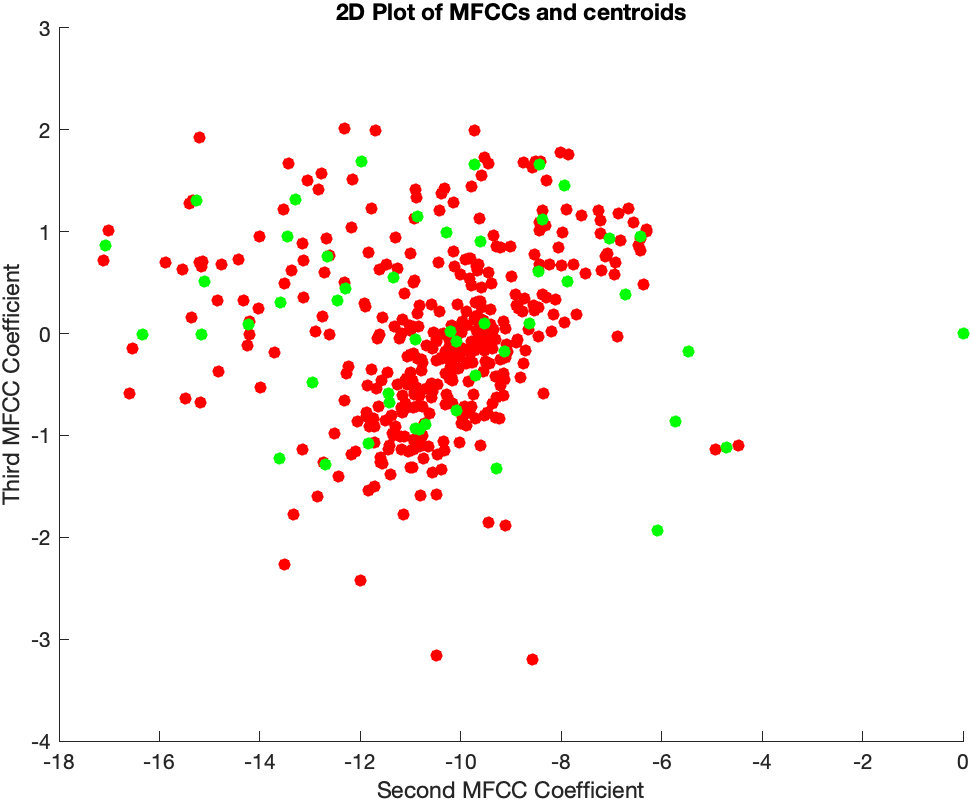 2D Plot of MFCCs and centroids
3
2
1
0
-1
-2
-3
-4
Third MFCC Coefficient
-18 -16 -14 -12 -10 -8 -6 -4 -2 0
Second MFCC Coefficient